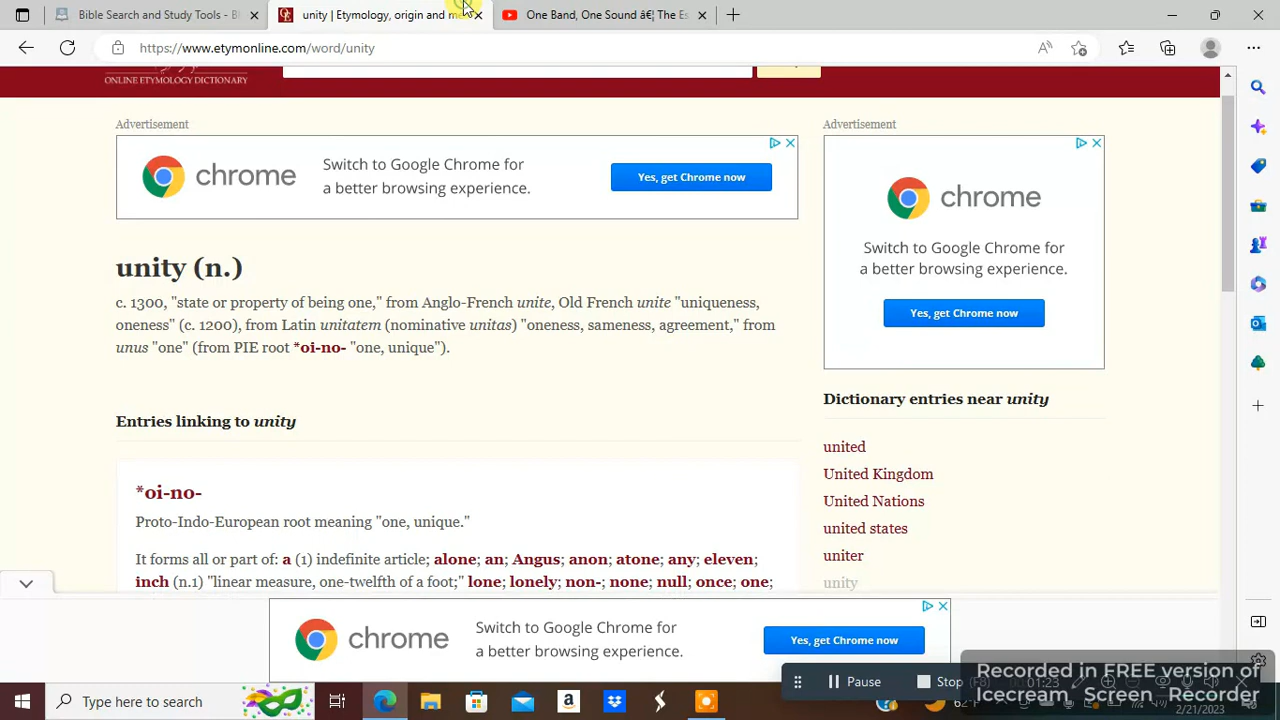 Bible Search and Study Tools - Bl
unity | Etymology, origin and me
One Band, One Sound â€¦ The Es
https://www.etymonline.com/word/unity
ONLINE ETYMOLOGY DICTIONARY
Advertisement
chrome
Switch to Google Chrome for
a better browsing experience.
Yes, get Chrome now
unity (n.)
c. 1300, "state or property of being one," from Anglo-French unite, Old French unite "uniqueness,
oneness" (c. 1200), from Latin unitatem (nominative unitas) "oneness, sameness, agreement," from
unus "one" (from PIE root *oi-no- "one, unique").
Entries linking to unity
*oi-no-
Proto-Indo-European root meaning "one, unique."
It forms all or part of: a (1) indefinite article; alone; an; Angus; anon; atone; any; eleven;
inch (n.1) "linear measure, one-twelfth of a foot;" lone; lonely; non-; none; null; once; one;
Advertisement
chrome
Switch to Google Chrome for
a better browsing experience.
Yes, get Chrome now
Dictionary entries near unity
united
United Kingdom
United Nations
united states
uniter
unity
chrome
Switch to Google Chrome for
a better browsing experience.
Yes, get Chrome now
Pause
Stop (F8)
01:23
Recorded in FREE version of
Icecream Screen Recorder
Type here to search
62°F
2/21/2023